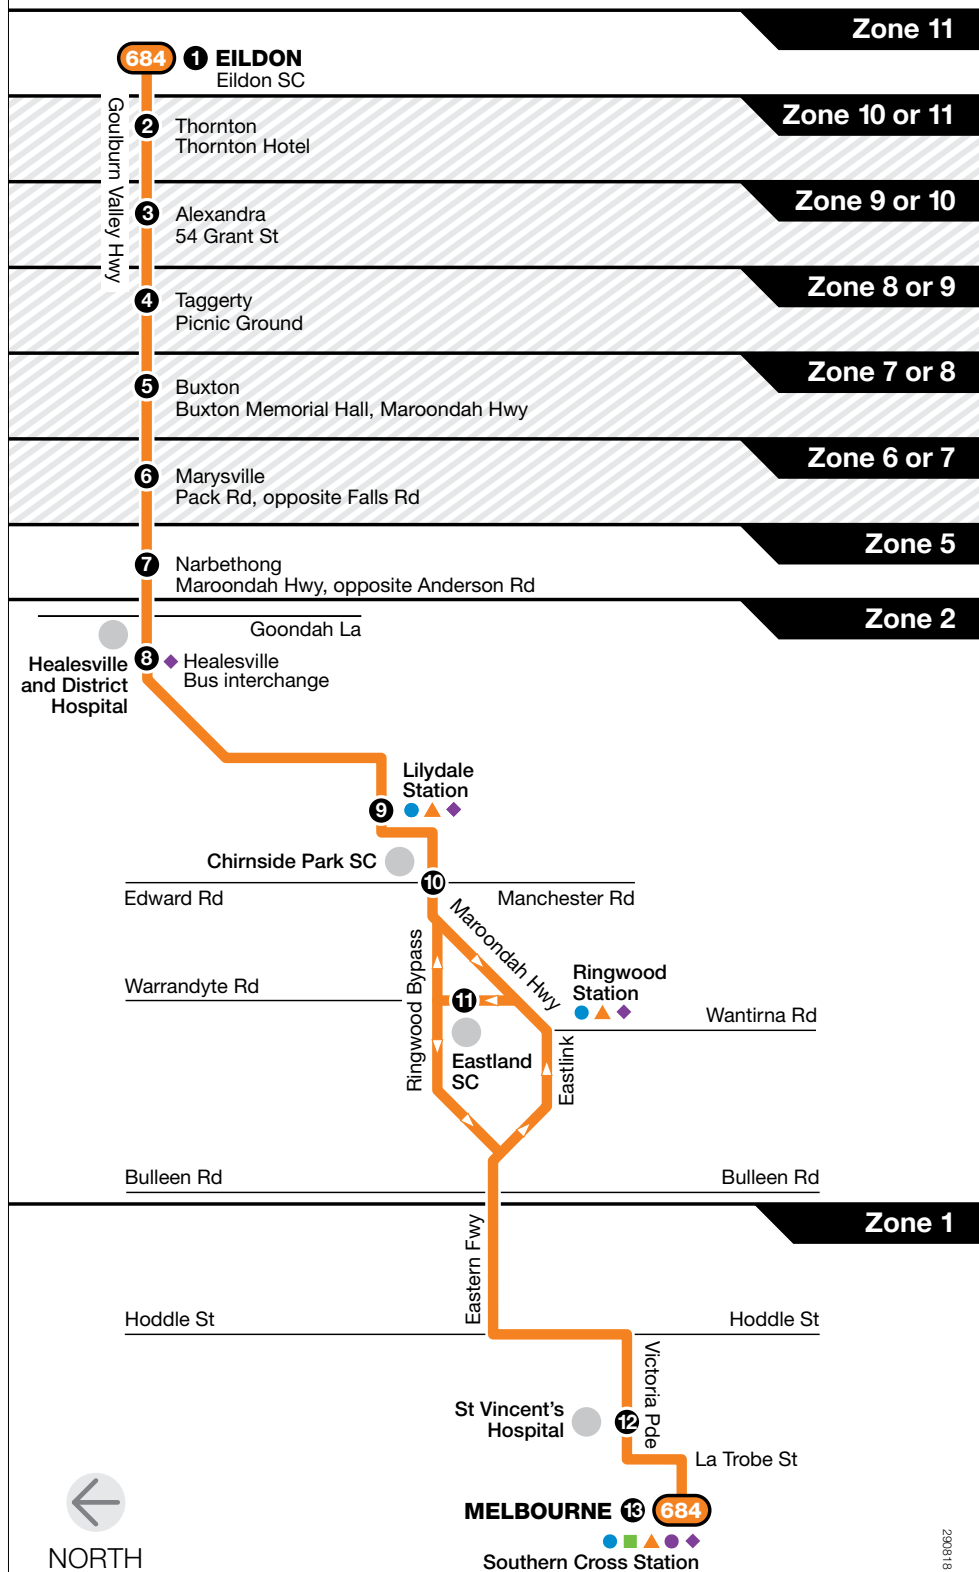 Zone 11
684 1 EILDON
Eildon SC
Zone 10 or 11
Goulburn Valley Hwy
2 Thornton
Thornton Hotel
Zone 9 or 10
3 Alexandra
54 Grant St
Zone 8 or 9
4 Taggerty
Picnic Ground
Zone 7 or 8
5 Buxton
Buxton Memorial Hall, Maroondah Hwy
Zone 6 or 7
6 Marysville
Pack Rd, opposite Falls Rd
Zone 5
7 Narbethong
Maroondah Hwy, opposite Anderson Rd
Zone 2
Goondah La
Healesville
and District
Hospital
8 Healesville
Bus interchange
Lilydale
Station
9
Chirnside Park SC
10
Edward Rd
Manchester Rd
Maroondah Hwy
Ringwood Bypass
Warrandyte Rd
11
Ringwood
Station
Wantirna Rd
Eastland
SC
Eastlink
Bulleen Rd
Bulleen Rd
Zone 1
Eastern Fwy
Hoddle St
Hoddle St
Victoria Pde
St Vincent's
Hospital
12
La Trobe St
MELBOURNE 13 684
Southern Cross Station
NORTH
290818